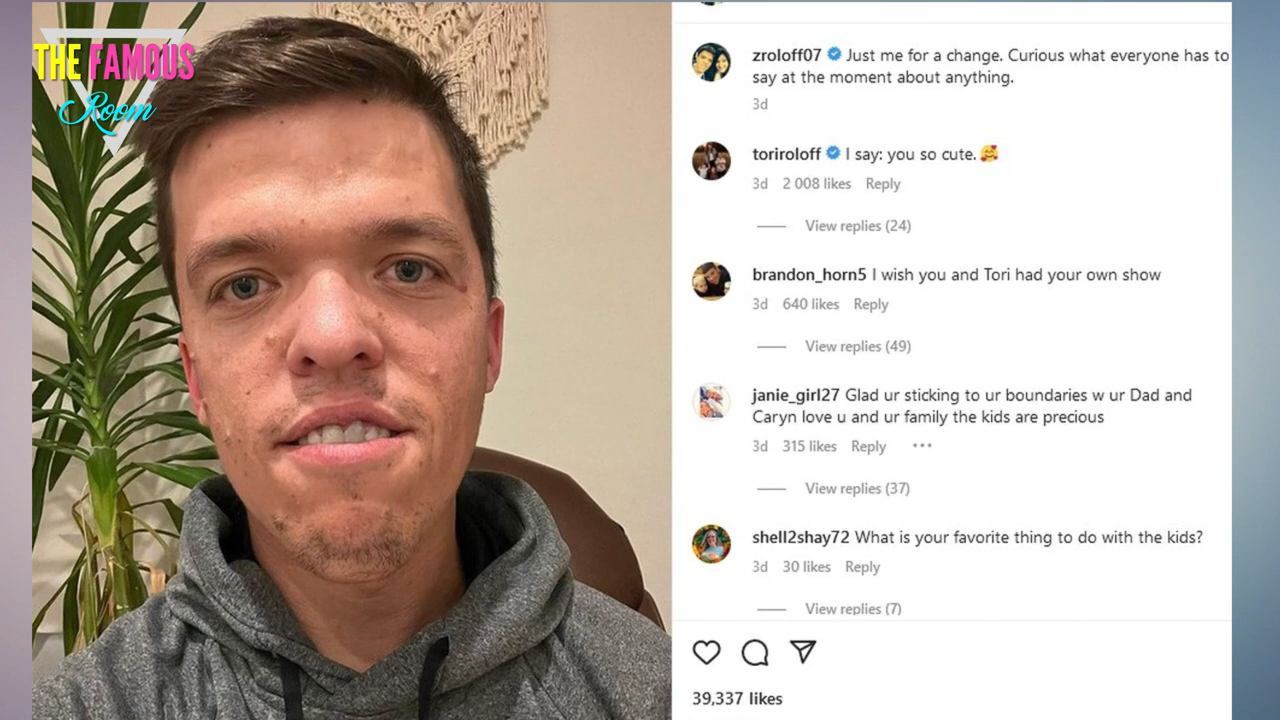 THE FAMOUS
Room
zroloff07 Just me for a change. Curious what everyone has to
say at the moment about anything.
3d
toriroloff I say: you so cute.🥰
3d 2 008 likes Reply
View replies (24)
brandon_horn5 I wish you and Tori had your own show
3d 640 likes Reply
View replies (49)
janie_girl27 Glad ur sticking to ur boundaries w ur Dad and
Caryn love u and ur family the kids are precious
3d 315 likes Reply •••
View replies (37)
shell2shay72 What is your favorite thing to do with the kids?
3d 30 likes Reply
View replies (7)
39,337 likes